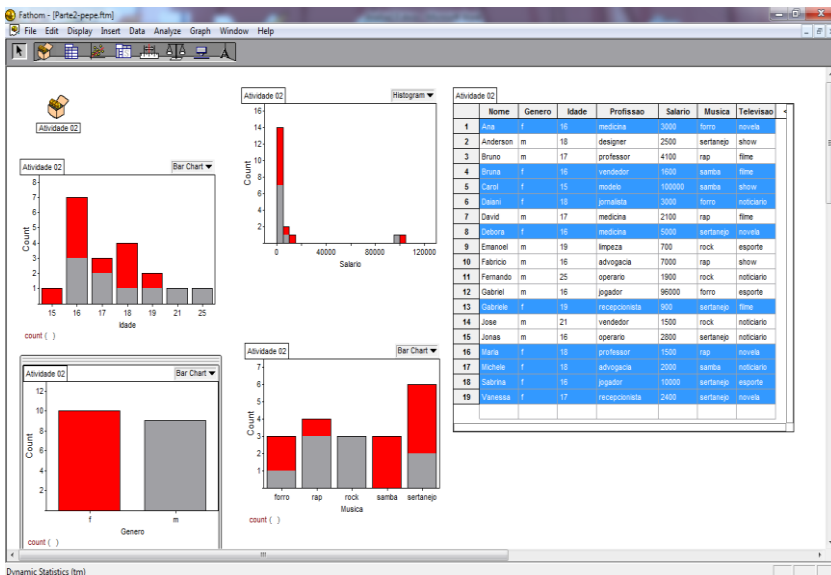 Fathom - [Parte2-pepe.ftm]
File Edit Display Insert Data Analyze Graph Window Help
Atividade 02
Atividade 02 Bar Chart
Count
8
7
6
5
4
3
2
1
15 16 17 18 19 21 25
Idade
count ( )
Atividade 02 Bar Chart
Count
12
10
8
6
4
2
f m
Genero
count ( )
Atividade 02 Histogram
Count
16
14
12
10
8
6
4
2
0 40000 80000 120000
Salario
Atividade 02 Bar Chart
Count
7
6
5
4
3
2
1
forro rap rock samba sertanejo
Musica
count ( )
Atividade 02
Nome Genero Idade Profissao Salario Musica Televisao <
1 Ana f 16 medicina 3000 forro novela
2 Anderson m 18 designer 2500 sertanejo show
3 Bruno m 17 professor 4100 rap filme
4 Bruna f 16 vendedor 1600 samba filme
5 Carol f 15 modelo 100000 samba show
6 Daiani f 18 jornalista 3000 forro noticiario
7 David m 17 medicina 2100 rap filme
8 Debora f 16 medicina 5000 sertanejo novela
9 Emanoel m 19 limpeza 700 rock esporte
10 Fabricio m 16 advogacia 7000 rap show
11 Fernando m 25 operario 1900 rock noticiario
12 Gabriel m 16 jogador 96000 forro esporte
13 Gabriele f 19 recepcionista 900 sertanejo filme
14 Jose m 21 vendedor 1500 rock noticiario
15 Jonas m 16 operario 2800 sertanejo noticiario
16 Maria f 18 professor 1500 rap novela
17 Michele f 18 advogacia 2000 samba noticiario
18 Sabrina f 16 jogador 10000 sertanejo esporte
19 Vanessa f 17 recepcionista 2400 sertanejo novela
Dynamic Statistics (tm)